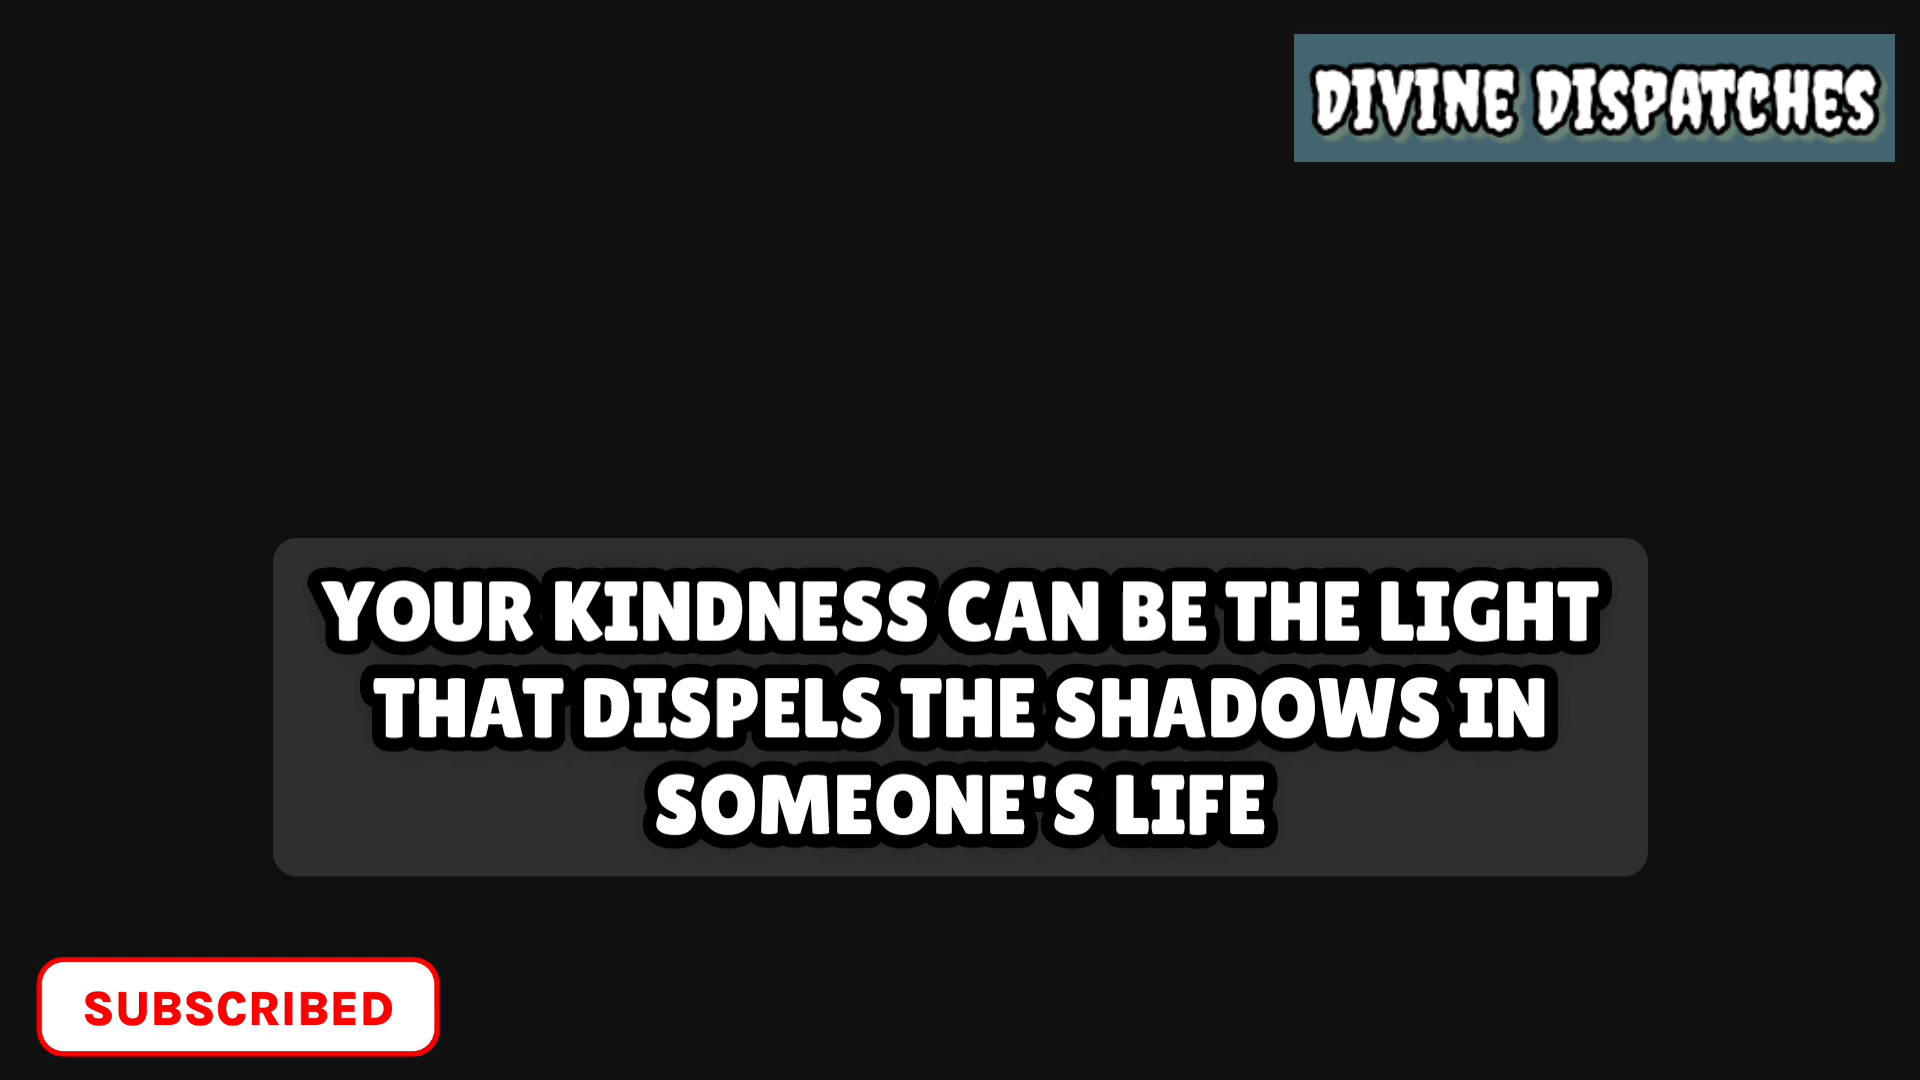 DIVINE DISPATCHES
YOUR KINDNESS CAN BE THE LIGHT
THAT DISPELS THE SHADOWS IN
SOMEONE'S LIFE
SUBSCRIBED